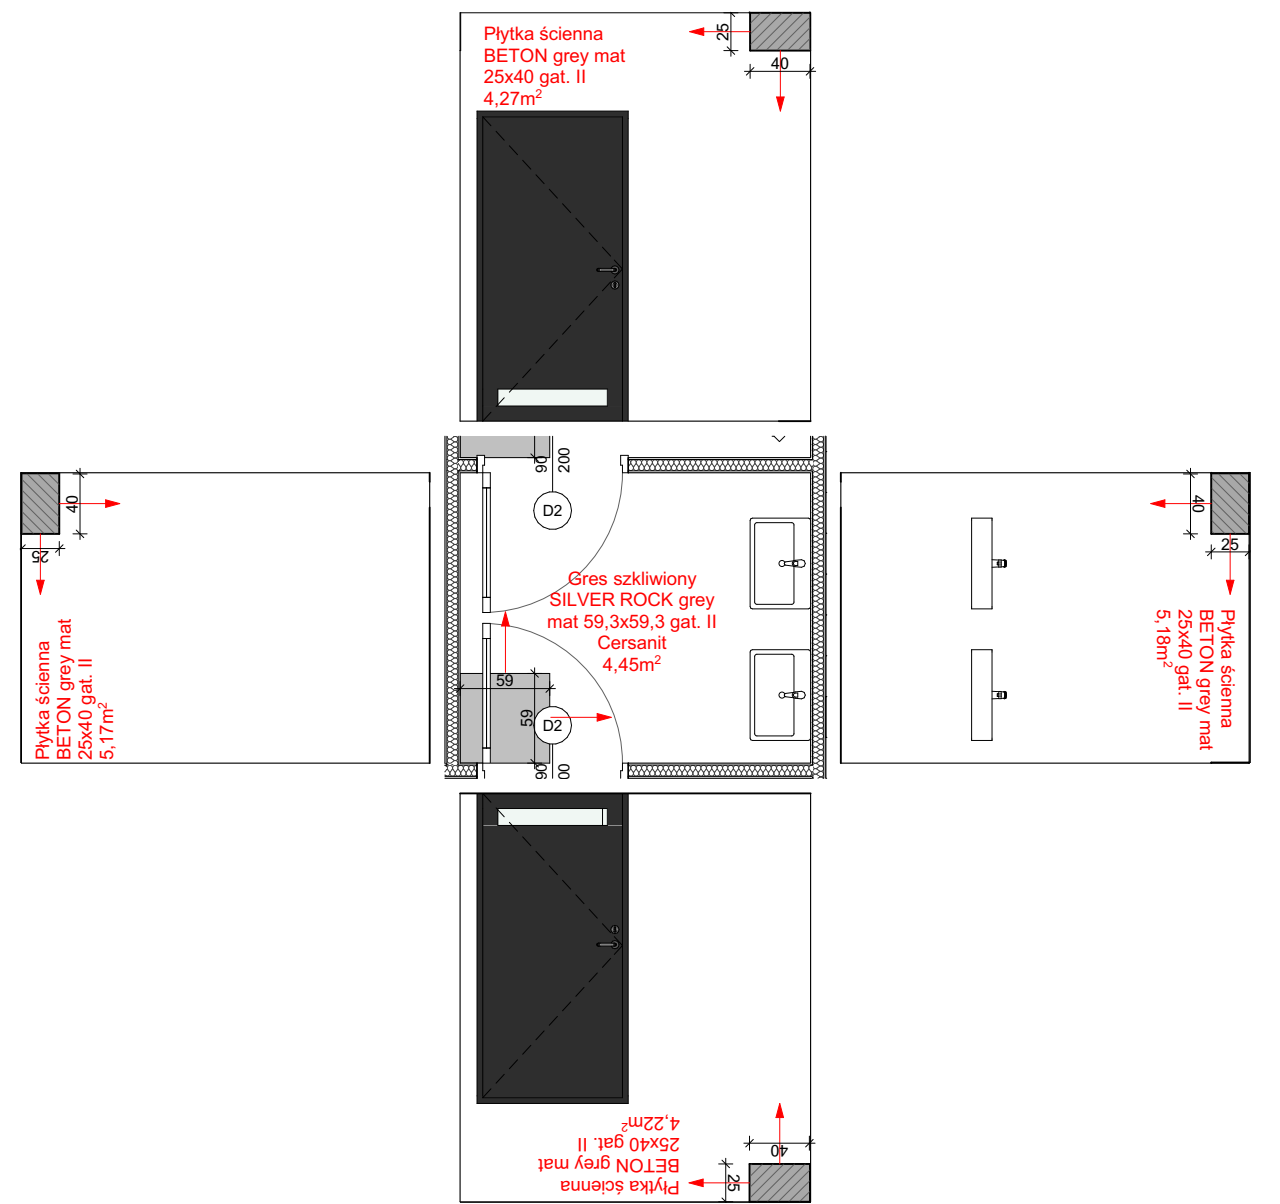 Płytka ścienna
BETON grey mat
25x40 gat. II
4,27m²
25
40
90
200
D2
40
25
Płytka ścienna
BETON grey mat
25x40 gat. II
5,17m²
Gres szkliwiony
SILVER ROCK grey
mat 59,3x59,3 gat. II
Cersanit
4,45m²
59
59
D2
90
00
40
25
Płytka ścienna
BETON grey mat
25x40 gat. II
5,18m²
Płytka ścienna
BETON grey mat
25x40 gat. II
4,22m²
40
25